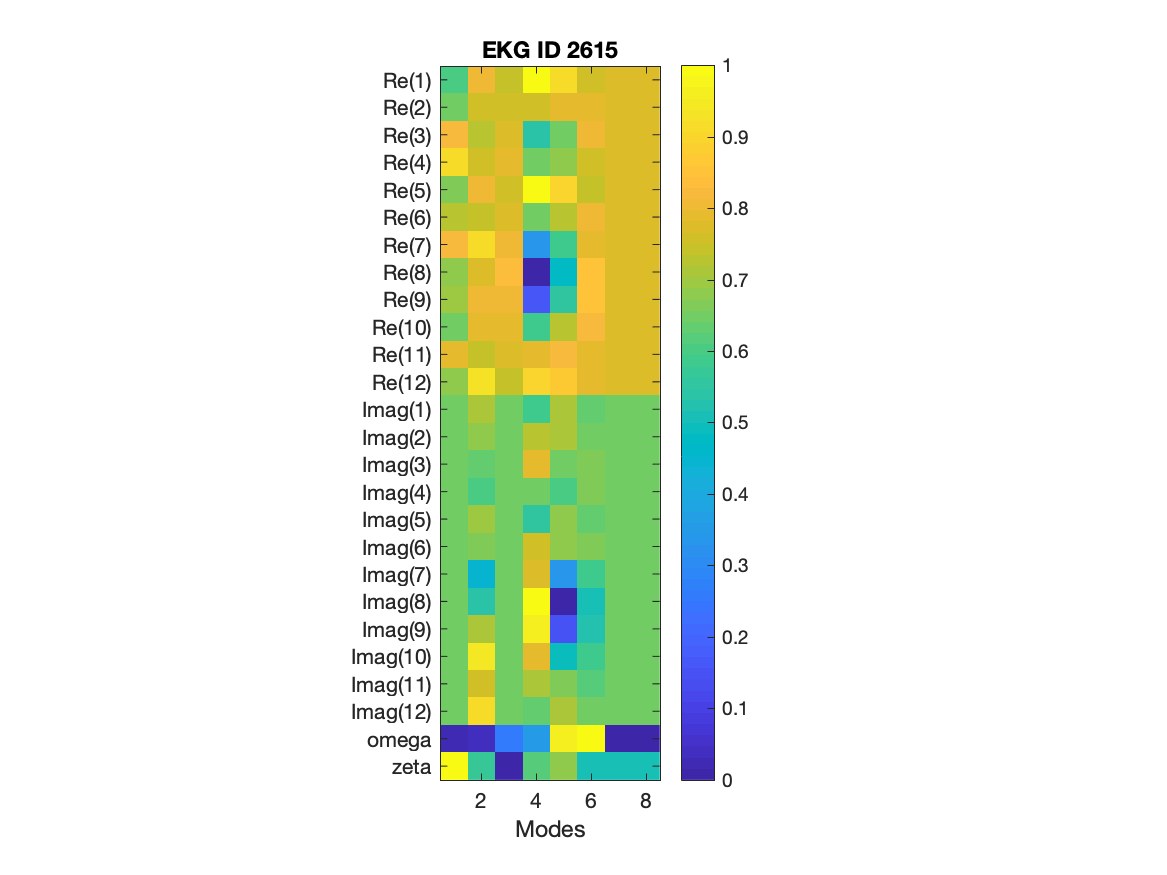 EKG ID 2615
Re(1)
Re(2)
Re(3)
Re(4)
Re(5)
Re(6)
Re(7)
Re(8)
Re(9)
Re(10)
Re(11)
Re(12)
Imag(1)
Imag(2)
Imag(3)
Imag(4)
Imag(5)
Imag(6)
Imag(7)
Imag(8)
Imag(9)
Imag(10)
Imag(11)
Imag(12)
omega
zeta
2 4 6 8
Modes
1
0.9
0.8
0.7
0.6
0.5
0.4
0.3
0.2
0.1
0